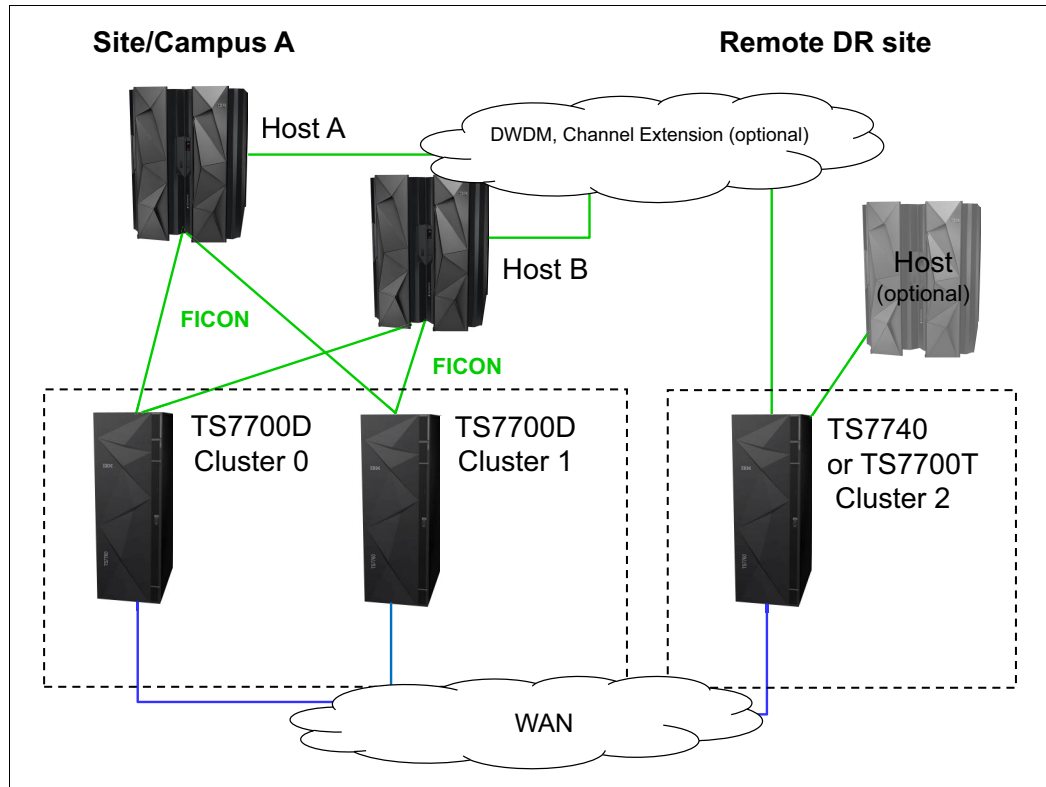 Site/Campus A
Remote DR site
Host A
DWDM, Channel Extension (optional)
Host B
Host
(optional)
FICON
FICON
TS7700D
Cluster 0
TS7700D
Cluster 1
TS7740
or TS7700T
Cluster 2
WAN